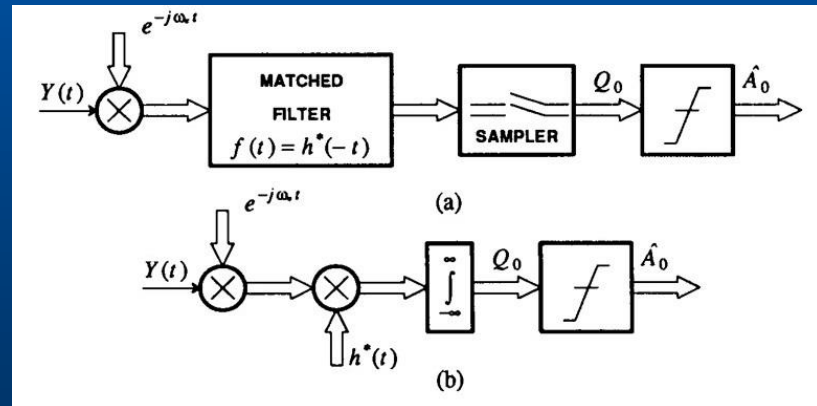 e^{-jω_c t}
Y(t)
MATCHED
FILTER
f(t) = h*(-t)
SAMPLER
Q_0
Â_0
(a)
e^{-jω_c t}
Y(t)
h*(t)
∞
∫
-∞
Q_0
Â_0
(b)